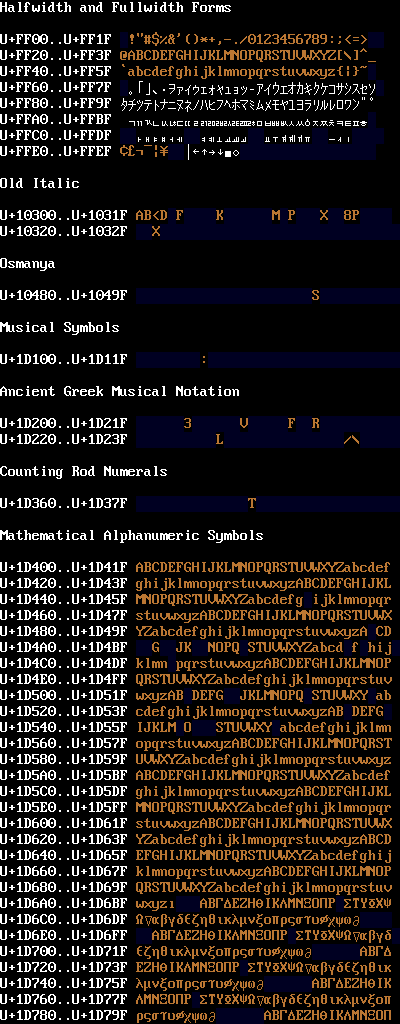 Halfwidth and Fullwidth Forms
U+FF00..U+FF1F  !"#$%&'()*+,-./0123456789:;<=>
U+FF20..U+FF3F @ABCDEFGHIJKLMNOPQRSTUVWXYZ[\]^_
U+FF40..U+FF5F `abcdefghijklmnopqrstuvwxyz{|}~
U+FF60..U+FF7F 。「」、・ヲァィゥェォャュョッーアイウエオカキクケコサシスセソ
U+FF80..U+FF9F タチツテトナニヌネノハヒフヘホマミムメモヤユヨラリルレロワン゙゚
U+FFA0..U+FFBF
U+FFC0..U+FFDF
U+FFE0..U+FFEF ¢£¬¯¦¥ │←↑→↓■○
Old Italic
U+10300..U+1031F AB<D F    K      M P   X  8P
U+10320..U+1032F   X
Osmanya
U+10480..U+1049F                       S
Musical Symbols
U+1D100..U+1D11F         :
Ancient Greek Musical Notation
U+1D200..U+1D21F       3      V     F  R
U+1D220..U+1D23F           L               /\
Counting Rod Numerals
U+1D360..U+1D37F               T
Mathematical Alphanumeric Symbols
U+1D400..U+1D41F ABCDEFGHIJKLMNOPQRSTUVWXYZabcdef
U+1D420..U+1D43F ghijklmnopqrstuvwxyzABCDEFGHIJKL
U+1D440..U+1D45F MNOPQRSTUVWXYZabcdefg ijklmnopqr
U+1D460..U+1D47F stuvwxyzABCDEFGHIJKLMNOPQRSTUVWX
U+1D480..U+1D49F YZabcdefghijklmnopqrstuvwxyzA CD
U+1D4A0..U+1D4BF   G  JK  NOPQ STUVWXYZabcd f hij
U+1D4C0..U+1D4DF klmn pqrstuvwxyzABCDEFGHIJKLMNOP
U+1D4E0..U+1D4FF QRSTUVWXYZabcdefghijklmnopqrstuv
U+1D500..U+1D51F wxyzAB DEFG  JKLMNOPQ STUVWXY ab
U+1D520..U+1D53F cdefghijklmnopqrstuvwxyzAB DEFG
U+1D540..U+1D55F IJKLM O   STUVWXY abcdefghijklmn
U+1D560..U+1D57F opqrstuvwxyzABCDEFGHIJKLMNOPQRST
U+1D580..U+1D59F UVWXYZabcdefghijklmnopqrstuvwxyz
U+1D5A0..U+1D5BF ABCDEFGHIJKLMNOPQRSTUVWXYZabcdef
U+1D5C0..U+1D5DF ghijklmnopqrstuvwxyzABCDEFGHIJKL
U+1D5E0..U+1D5FF MNOPQRSTUVWXYZabcdefghijklmnopqr
U+1D600..U+1D61F stuvwxyzABCDEFGHIJKLMNOPQRSTUVWX
U+1D620..U+1D63F YZabcdefghijklmnopqrstuvwxyzABCD
U+1D640..U+1D65F EFGHIJKLMNOPQRSTUVWXYZabcdefghij
U+1D660..U+1D67F klmnopqrstuvwxyzABCDEFGHIJKLMNOP
U+1D680..U+1D69F QRSTUVWXYZabcdefghijklmnopqrstuv
U+1D6A0..U+1D6BF wxyzı   ΑΒΓΔΕΖΗΘΙΚΛΜΝΞΟΠΡ ΣΤΥΦΧΨ
U+1D6C0..U+1D6DF Ω∇αβγδεζηθικλμνξοπρςστυφχψω∂
U+1D6E0..U+1D6FF   ΑΒΓΔΕΖΗΘΙΚΛΜΝΞΟΠΡ ΣΤΥΦΧΨΩ∇αβγδ
U+1D700..U+1D71F εζηθικλμνξοπρςστυφχψω∂      ΑΒΓΔ
U+1D720..U+1D73F ΕΖΗΘΙΚΛΜΝΞΟΠΡ ΣΤΥΦΧΨΩ∇αβγδεζηθικ
U+1D740..U+1D75F λμνξοπρςστυφχψω∂      ΑΒΓΔΕΖΗΘΙΚ
U+1D760..U+1D77F ΛΜΝΞΟΠΡ ΣΤΥΦΧΨΩ∇αβγδεζηθικλμνξο
U+1D780..U+1D79F πρςστυφχψω∂      ΑΒΓΔΕΖΗΘΙΚΛΜΝΞΟΠ